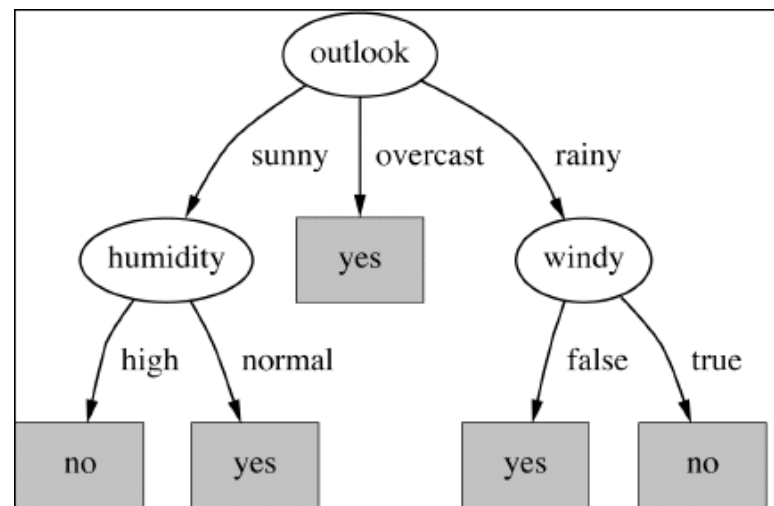 outlook
sunny overcast rainy
humidity yes windy
high normal false true
no yes yes no